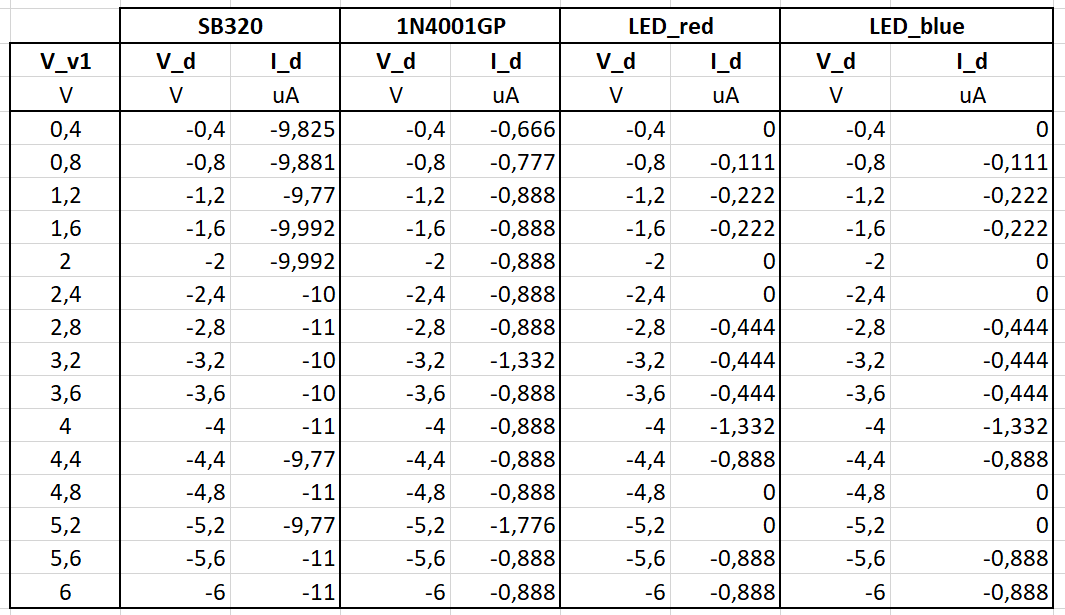 SB320 1N4001GP LED_red LED_blue
V_v1 V_d I_d V_d I_d V_d I_d V_d I_d
V V uA V uA V uA V uA
0,4 -0,4 -9,825 -0,4 -0,666 -0,4 0 -0,4 0
0,8 -0,8 -9,881 -0,8 -0,777 -0,8 -0,111 -0,8 -0,111
1,2 -1,2 -9,77 -1,2 -0,888 -1,2 -0,222 -1,2 -0,222
1,6 -1,6 -9,992 -1,6 -0,888 -1,6 -0,222 -1,6 -0,222
2 -2 -9,992 -2 -0,888 -2 0 -2 0
2,4 -2,4 -10 -2,4 -0,888 -2,4 0 -2,4 0
2,8 -2,8 -11 -2,8 -0,888 -2,8 -0,444 -2,8 -0,444
3,2 -3,2 -10 -3,2 -1,332 -3,2 -0,444 -3,2 -0,444
3,6 -3,6 -10 -3,6 -0,888 -3,6 -0,444 -3,6 -0,444
4 -4 -11 -4 -0,888 -4 -1,332 -4 -1,332
4,4 -4,4 -9,77 -4,4 -0,888 -4,4 -0,888 -4,4 -0,888
4,8 -4,8 -11 -4,8 -0,888 -4,8 0 -4,8 0
5,2 -5,2 -9,77 -5,2 -1,776 -5,2 0 -5,2 0
5,6 -5,6 -11 -5,6 -0,888 -5,6 -0,888 -5,6 -0,888
6 -6 -11 -6 -0,888 -6 -0,888 -6 -0,888